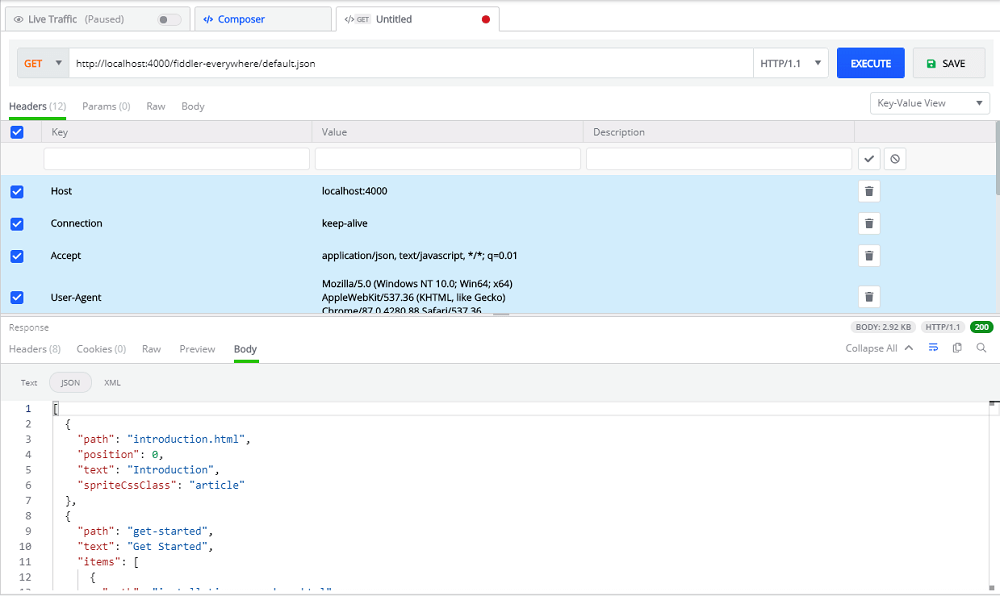 Live Traffic (Paused) </> Composer </> GET Untitled
GET http://localhost:4000/fiddler-everywhere/default.json HTTP/1.1 EXECUTE SAVE
Headers (12) Params (0) Raw Body Key-Value View
Key Value Description
Host localhost:4000
Connection keep-alive
Accept application/json, text/javascript, */*; q=0.01
Mozilla/5.0 (Windows NT 10.0; Win64; x64)
User-Agent AppleWebKit/537.36 (KHTML, like Gecko)
Chrome/87.0.4280.88 Safari/537.36
Response BODY: 2.92 KB HTTP/1.1 200
Headers (8) Cookies (0) Raw Preview Body Collapse All
Text JSON XML
1 [
2 {
3 "path": "introduction.html",
4 "position": 0,
5 "text": "Introduction",
6 "spriteCssClass": "article"
7 },
8 {
9 "path": "get-started",
10 "text": "Get Started",
11 "items": [
12 {